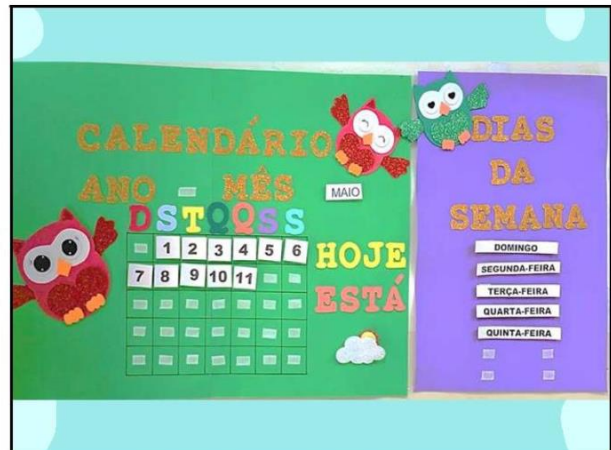 CALENDÁRIO
ANO MÊS MAIO
DSTQQSS
1 2 3 4 5 6
7 8 9 10 11
HOJE
ESTÁ
DIAS
DA
SEMANA
DOMINGO
SEGUNDA-FEIRA
TERÇA-FEIRA
QUARTA-FEIRA
QUINTA-FEIRA